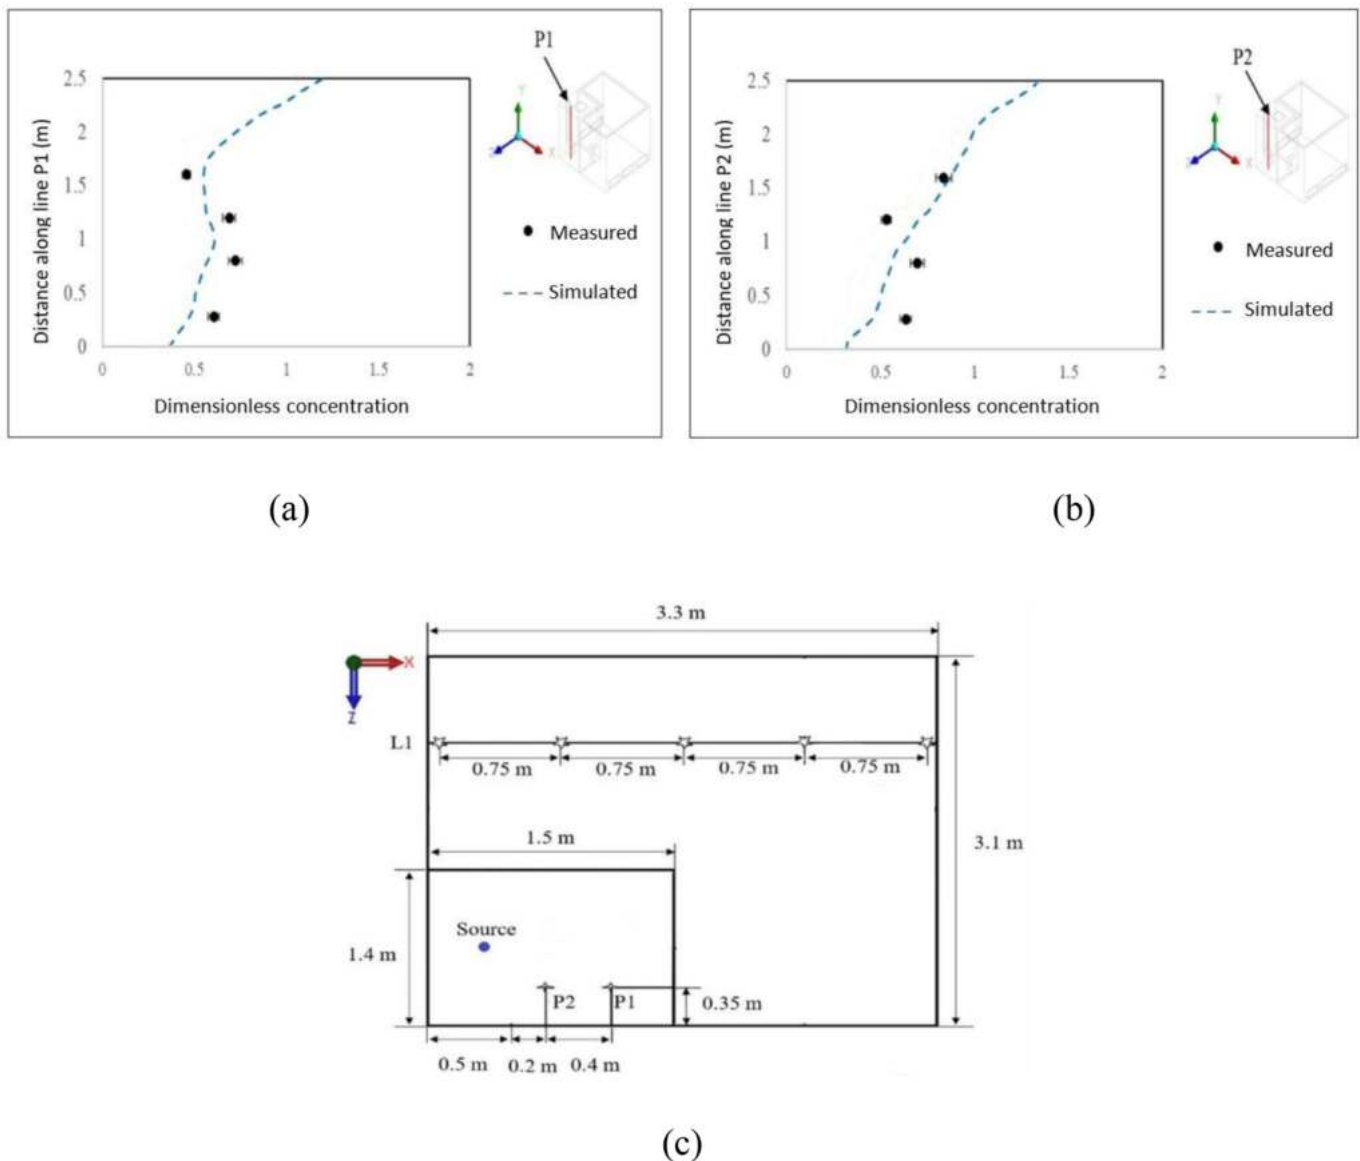 P1
2.5
2
1.5
1
0.5
0
Distance along line P1 (m)
0 0.5 1 1.5 2
Dimensionless concentration
Y
Z X
Measured
Simulated
(a)
P2
2.5
2
1.5
1
0.5
0
Distance along line P2 (m)
0 0.5 1 1.5 2
Dimensionless concentration
Y
X
Measured
Simulated
(b)
3.3 m
X
Z
L1
0.75 m 0.75 m 0.75 m 0.75 m
1.5 m
3.1 m
Source
1.4 m
P2 P1 0.35 m
0.5 m 0.2 m 0.4 m
(c)